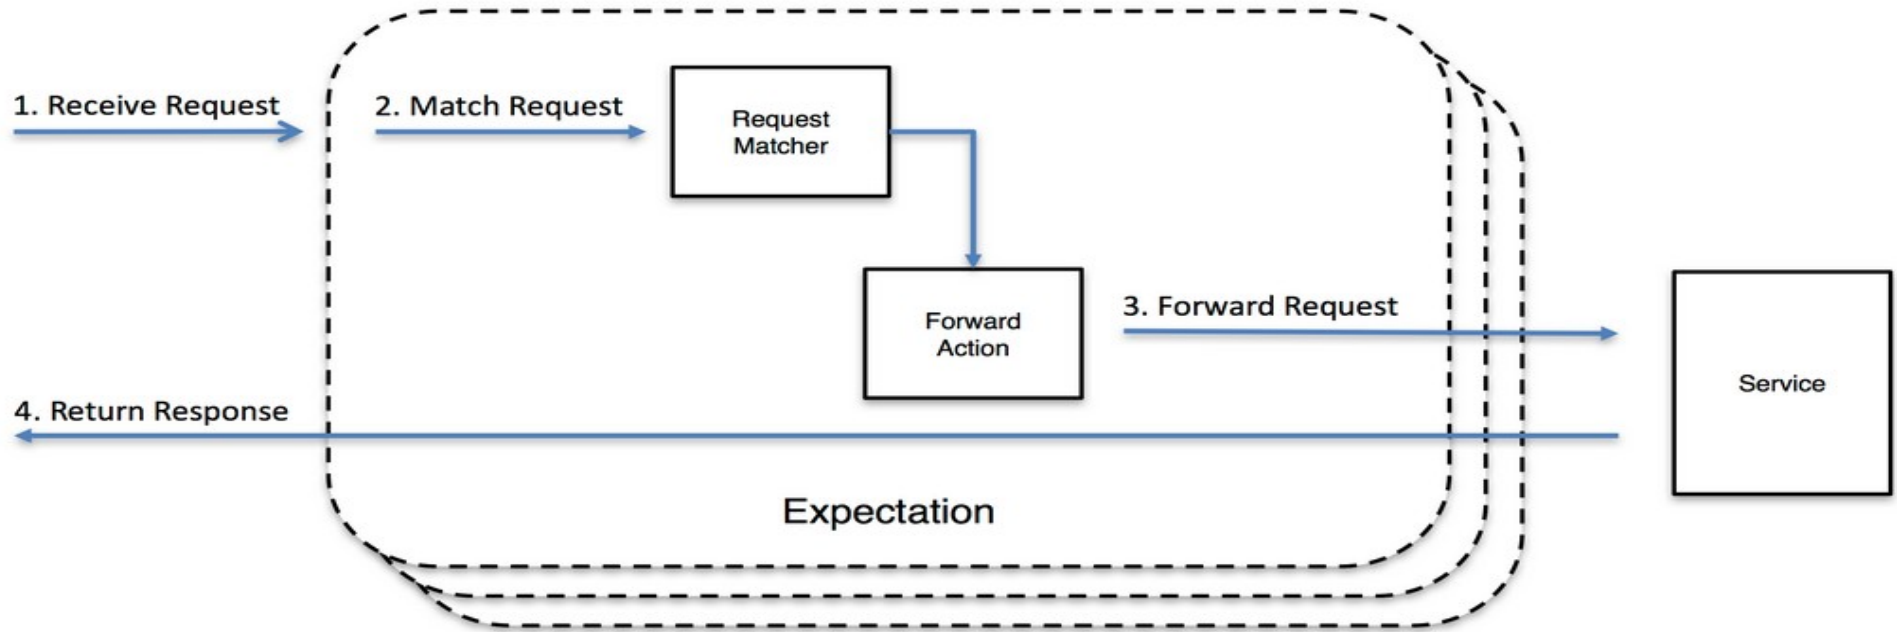 1. Receive Request
2. Match Request
Request
Matcher
Forward
Action
3. Forward Request
Service
4. Return Response
Expectation